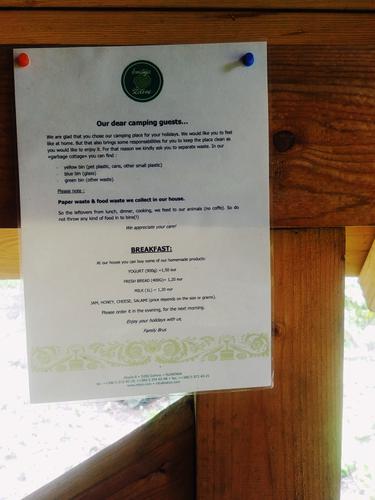 Our dear camping guests...
We are glad that you chose our camping place for your holidays. We would like you to feel
like at home. But that also brings some responsabilities for you to keep the place clean as
you would like to enjoy it. For that reason we kindly ask you to separate waste. In our
»garbage cottage« you can find :
- yellow bin (pet plastic, cans, other small plastic)
- blue bin (glass)
- green bin (other waste).
Please note :
Paper waste & food waste we collect in our house.
So the leftovers from lunch, dinner, cooking, we feed to our animals (no coffe). So do
not throw any kind of food in to bins(!)
We appreciate your care!
BREAKFAST:
At our house you can buy some of our homemade products:
YOGURT (500g) =1,50 eur
FRESH BREAD (400G)= 1,20 eur
MILK (1L) = 1,20 eur
JAM, HONEY, CHEESE, SALAMI (price depends on the size or grams).
Please order it in the evening, for the next morning.
Enjoy your holidays with us,
Family Brus